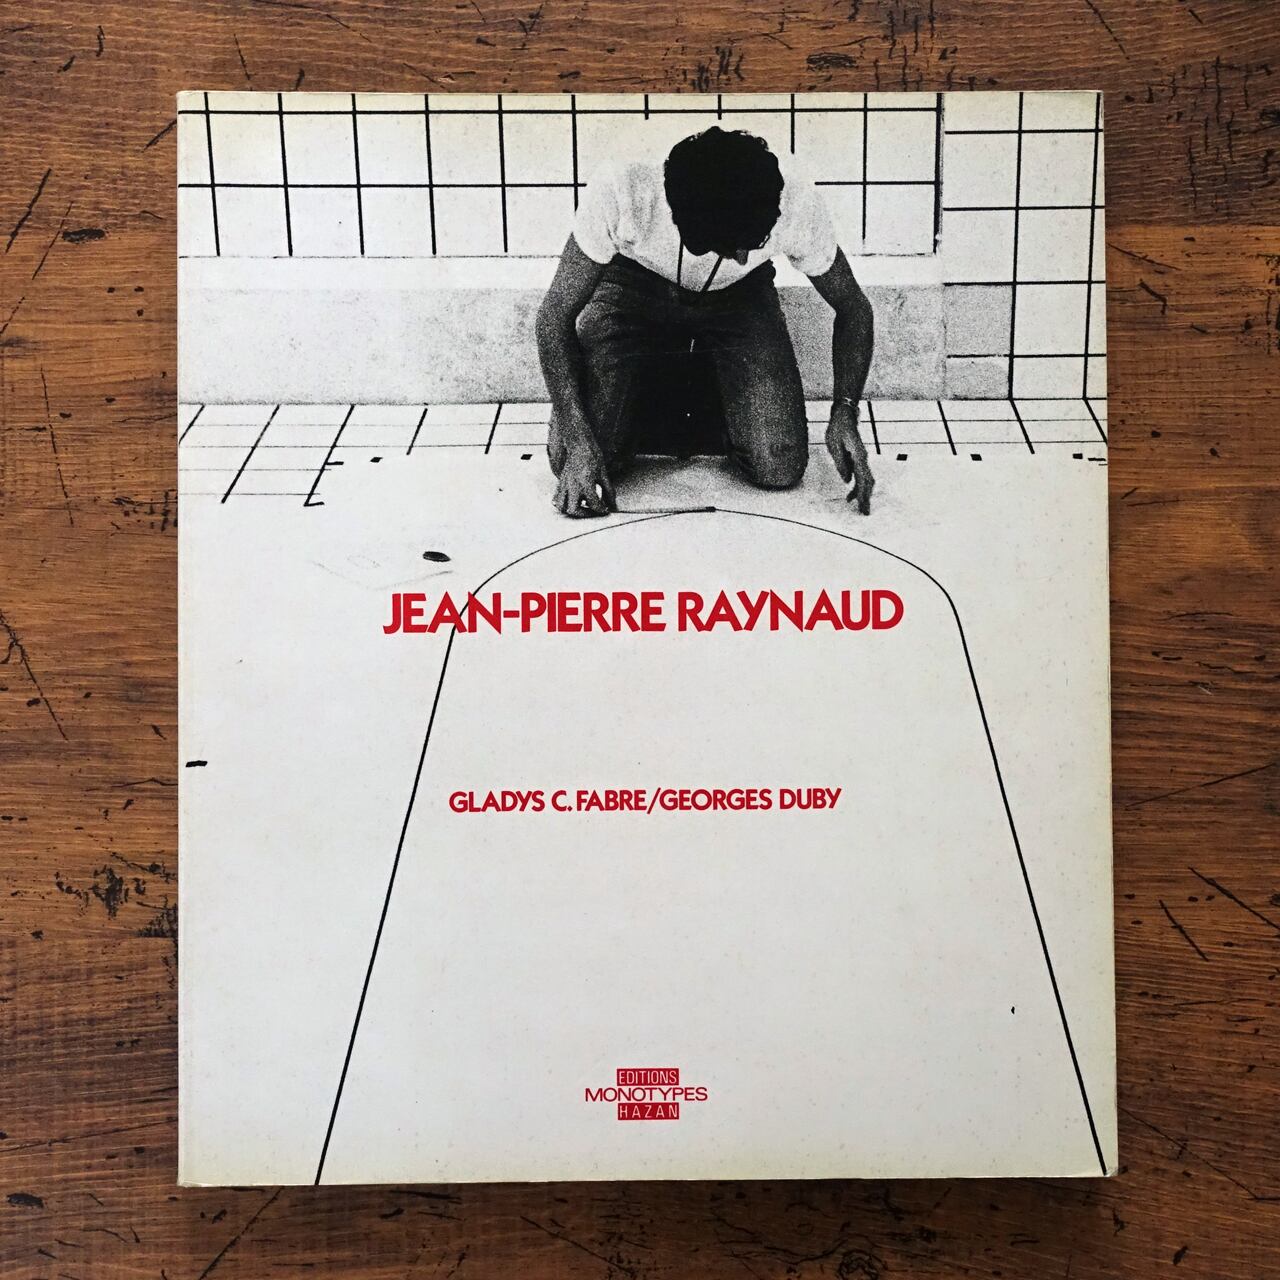 JEAN-PIERRE RAYNAUD
GLADYS C. FABRE/GEORGES DUBY
EDITIONS
MONOTYPES
HAZAN